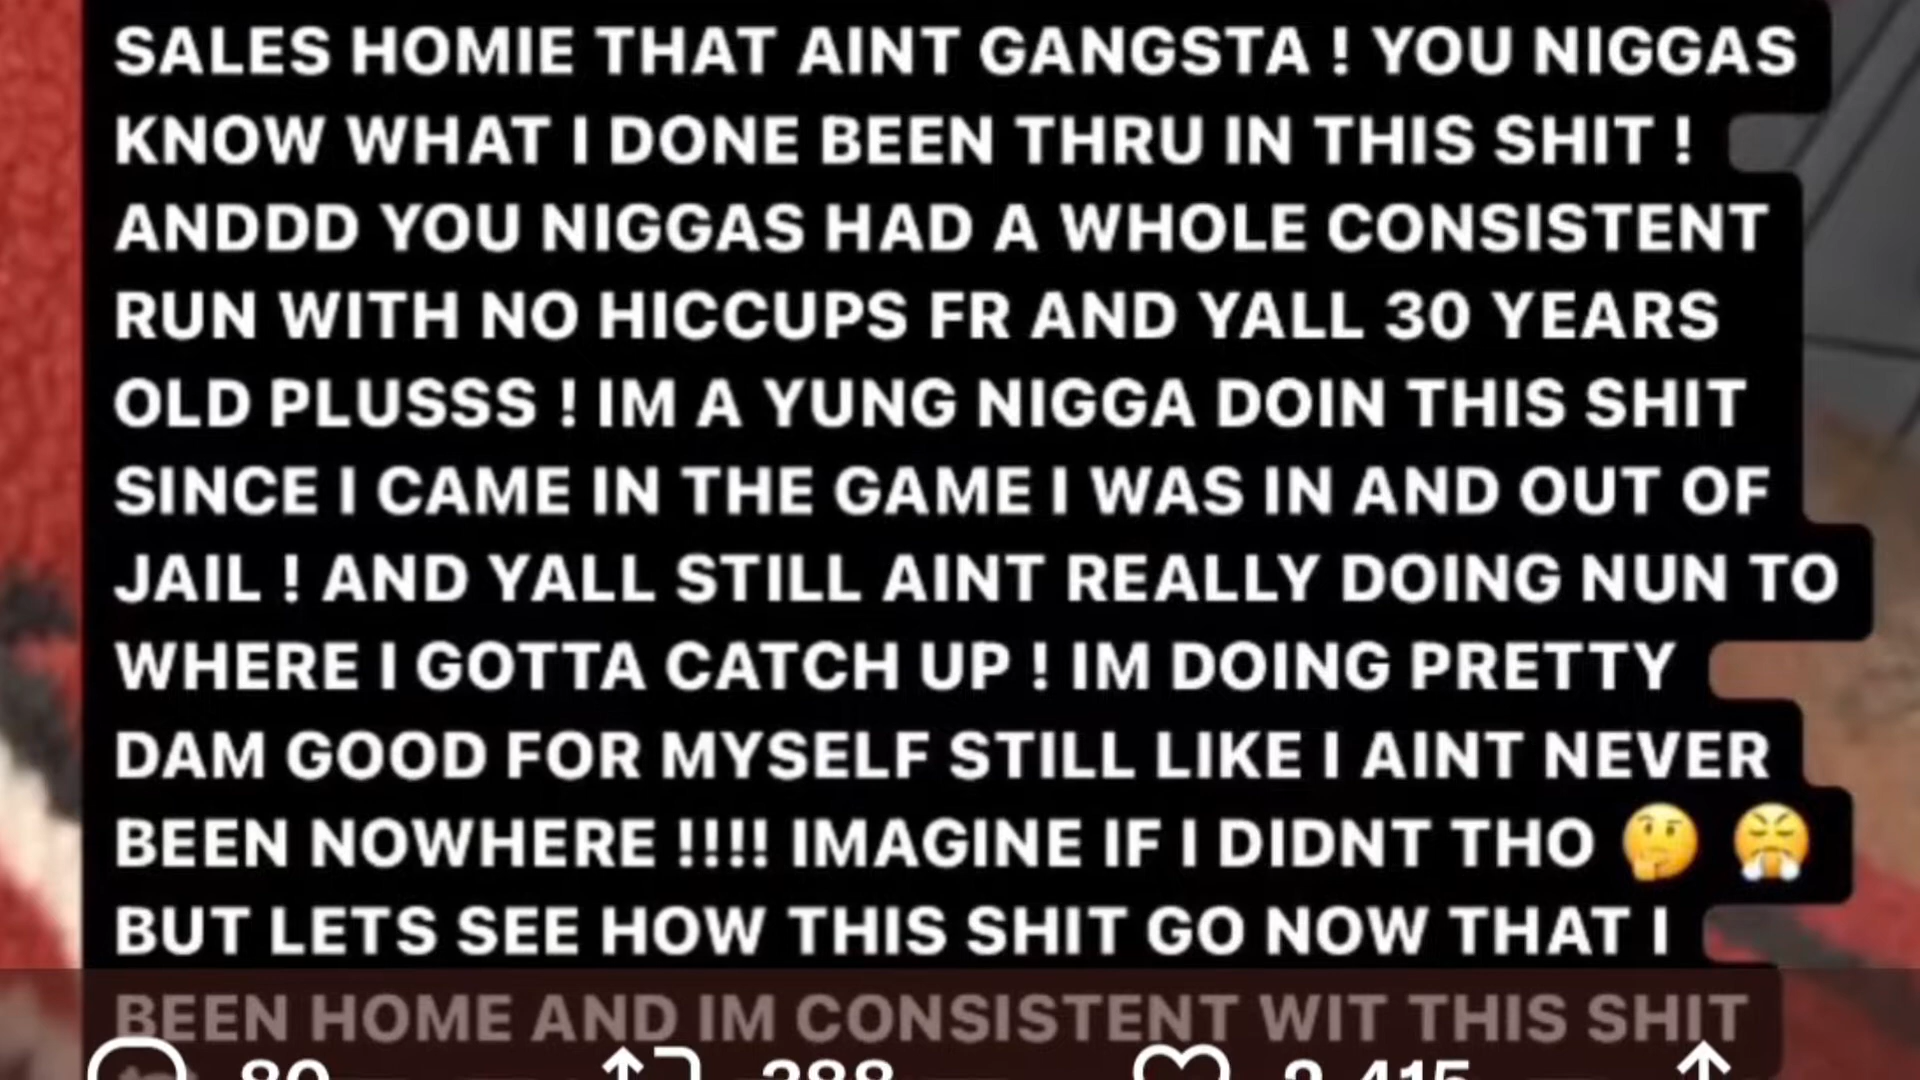 SALES HOMIE THAT AINT GANGSTA ! YOU NIGGAS
KNOW WHAT I DONE BEEN THRU IN THIS SHIT !
ANDDD YOU NIGGAS HAD A WHOLE CONSISTENT
RUN WITH NO HICCUPS FR AND YALL 30 YEARS
OLD PLUSSS ! IM A YUNG NIGGA DOIN THIS SHIT
SINCE I CAME IN THE GAME I WAS IN AND OUT OF
JAIL ! AND YALL STILL AINT REALLY DOING NUN TO
WHERE I GOTTA CATCH UP ! IM DOING PRETTY
DAM GOOD FOR MYSELF STILL LIKE I AINT NEVER
BEEN NOWHERE !!!! IMAGINE IF I DIDNT THO 🤔 😤
BUT LETS SEE HOW THIS SHIT GO NOW THAT I
BEEN HOME AND IM CONSISTENT WIT THIS SHIT
80 388 2,415